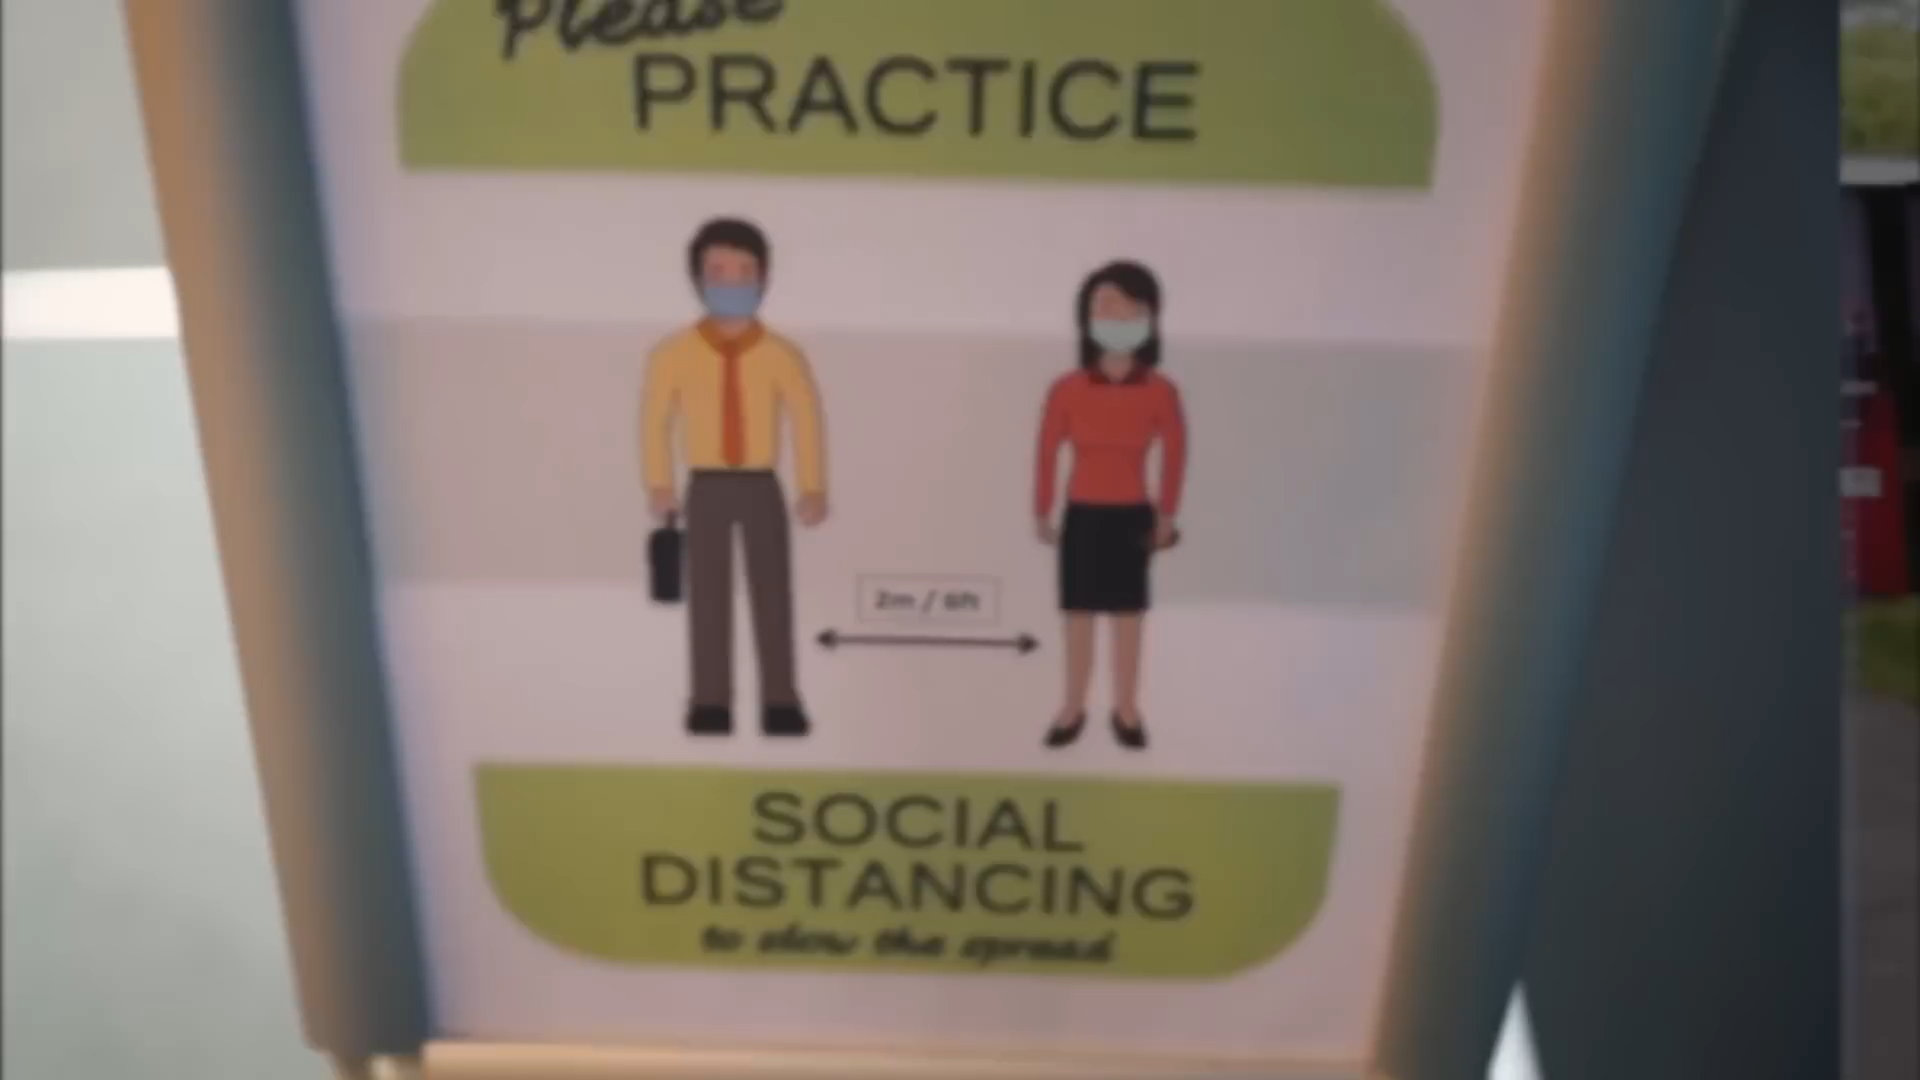 Please
PRACTICE
2m / 6ft
SOCIAL
DISTANCING
to slow the spread